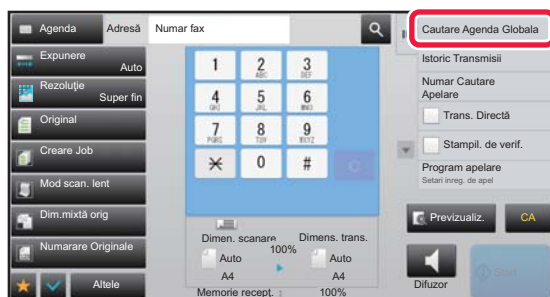 Agenda
Adresă
Numar fax
Cautare Agenda Globala
Expunere
Auto
Istoric Transmisii
Rezoluţie
Super fin
Numar Cautare
Apelare
Original
Trans. Directă
Creare Job
Stampil. de verif.
Mod scan. lent
Program apelare
Setari inreg. de apel
Dim.mixtă orig
Previzualiz.
CA
Numarare Originale
Altele
1
2
ABC
3
DEF
4
GHI
5
JKL
6
MNO
7
PQRS
8
TUV
9
WXYZ
0
#
Dimen. scanare
100%
Dimens. trans.
Auto
A4
Auto
A4
Memorie recepţ. :
100%
Difuzor
Start